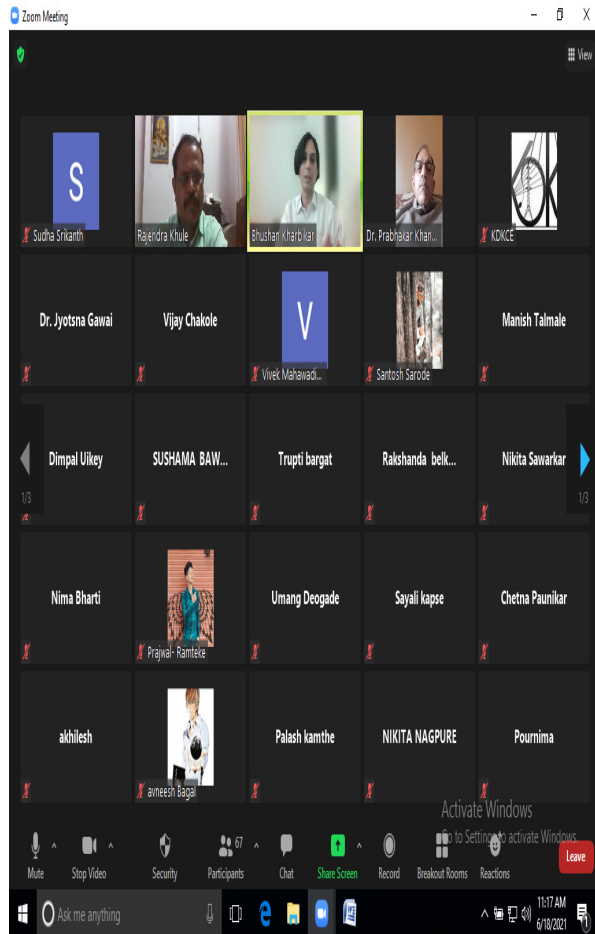 Zoom Meeting
View
S
Sudha Srikanth
Rajendra Khule
Bhushan Kharbikar
Dr. Prabhakar Khan...
KDKCE
Dr. Jyotsna Gawai
Vijay Chakole
V
Vivek Mahawadi...
Santosh Sarode
Manish Talmale
Dimpal Uikey
SUSHAMA BAW...
Trupti bargat
Rakshanda belk...
Nikita Sawarkar
1/3
1/3
Nima Bharti
Prajwal- Ramteke
Umang Deogade
Sayali kapse
Chetna Paunikar
akhilesh
avneesh Bagal
Palash kamthe
NIKITA NAGPURE
Pournima
Activate Windows
Go to Settings to activate Windows.
Mute
Stop Video
Security
67
Participants
Chat
Share Screen
Record
Breakout Rooms
Reactions
Leave
Ask me anything
11:17 AM
6/18/2021
1